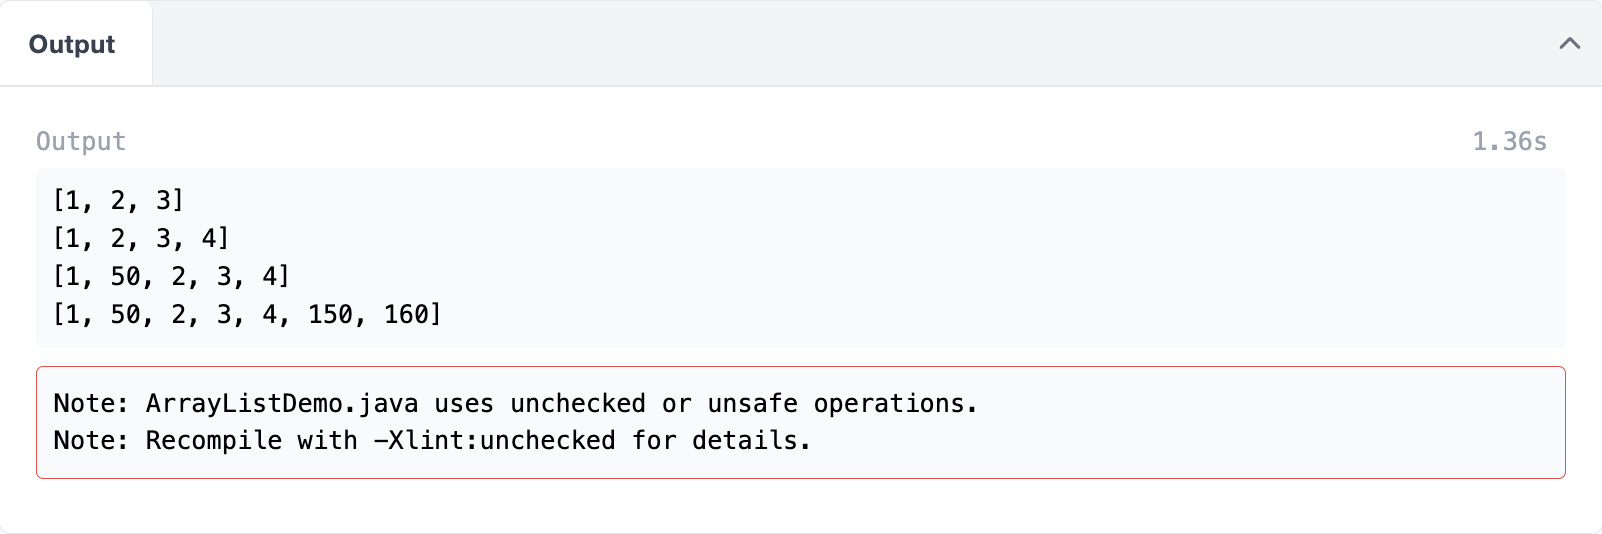 Output
Output 1.36s
[1, 2, 3]
[1, 2, 3, 4]
[1, 50, 2, 3, 4]
[1, 50, 2, 3, 4, 150, 160]
Note: ArrayListDemo.java uses unchecked or unsafe operations.
Note: Recompile with -Xlint:unchecked for details.